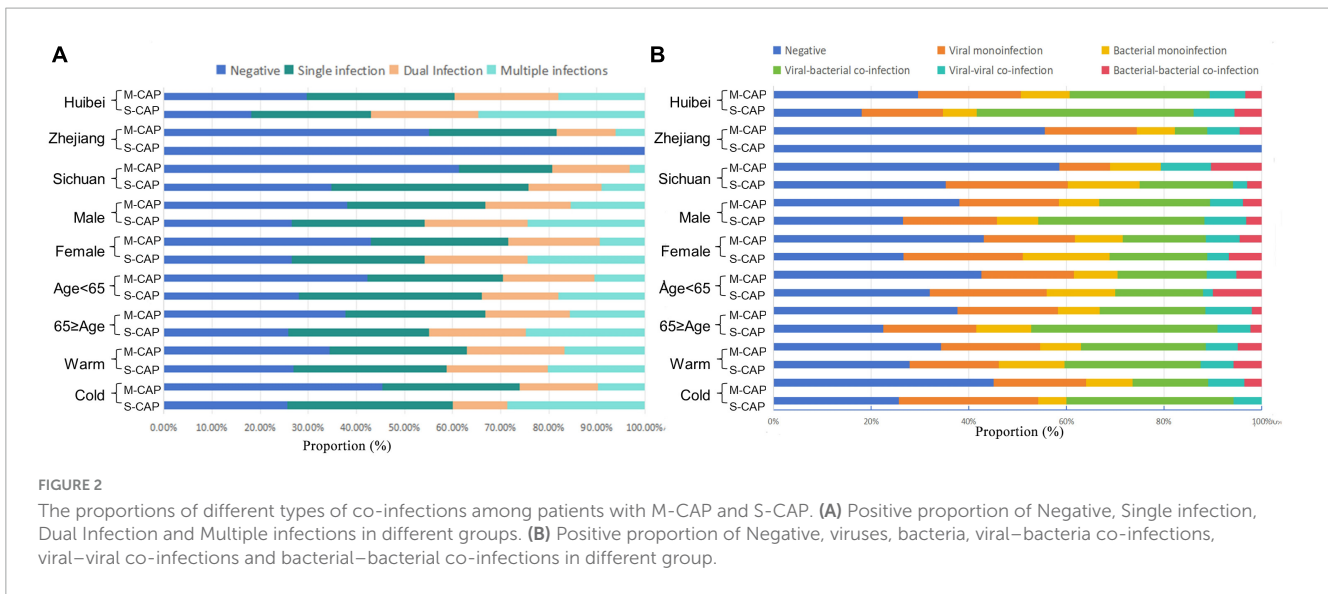 A
Negative Single infection Dual Infection Multiple infections
Huibei M-CAP
S-CAP
Zhejiang M-CAP
S-CAP
Sichuan M-CAP
S-CAP
Male M-CAP
S-CAP
Female M-CAP
S-CAP
Age<65 M-CAP
S-CAP
65≥Age M-CAP
S-CAP
Warm M-CAP
S-CAP
Cold M-CAP
S-CAP
0.00% 10.00% 20.00% 30.00% 40.00% 50.00% 60.00% 70.00% 80.00% 90.00% 100.00%
Proportion (%)
B
Negative Viral monoinfection Bacterial monoinfection
Viral-bacterial co-infection Viral-viral co-infection Bacterial-bacterial co-infection
Huibei M-CAP
S-CAP
Zhejiang M-CAP
S-CAP
Sichuan M-CAP
S-CAP
Male M-CAP
S-CAP
Female M-CAP
S-CAP
Åge<65 M-CAP
S-CAP
65≥Age M-CAP
S-CAP
Warm M-CAP
S-CAP
Cold M-CAP
S-CAP
0% 20% 40% 60% 80% 100%
Proportion (%)
FIGURE 2
The proportions of different types of co-infections among patients with M-CAP and S-CAP. (A) Positive proportion of Negative, Single infection,
Dual Infection and Multiple infections in different groups. (B) Positive proportion of Negative, viruses, bacteria, viral–bacteria co-infections,
viral–viral co-infections and bacterial–bacterial co-infections in different group.